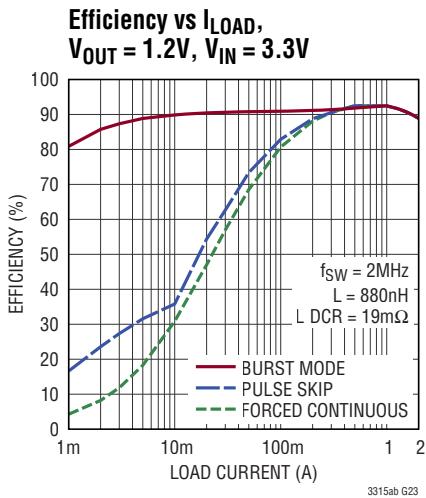 Efficiency vs ILOAD,
VOUT = 1.2V, VIN = 3.3V
100
90
80
70
60
50
40
30
20
10
0
EFFICIENCY (%)
fSW = 2MHz
L = 880nH
L DCR = 19mΩ
BURST MODE
PULSE SKIP
FORCED CONTINUOUS
1m 10m 100m 1 2
LOAD CURRENT (A)
3315ab G23